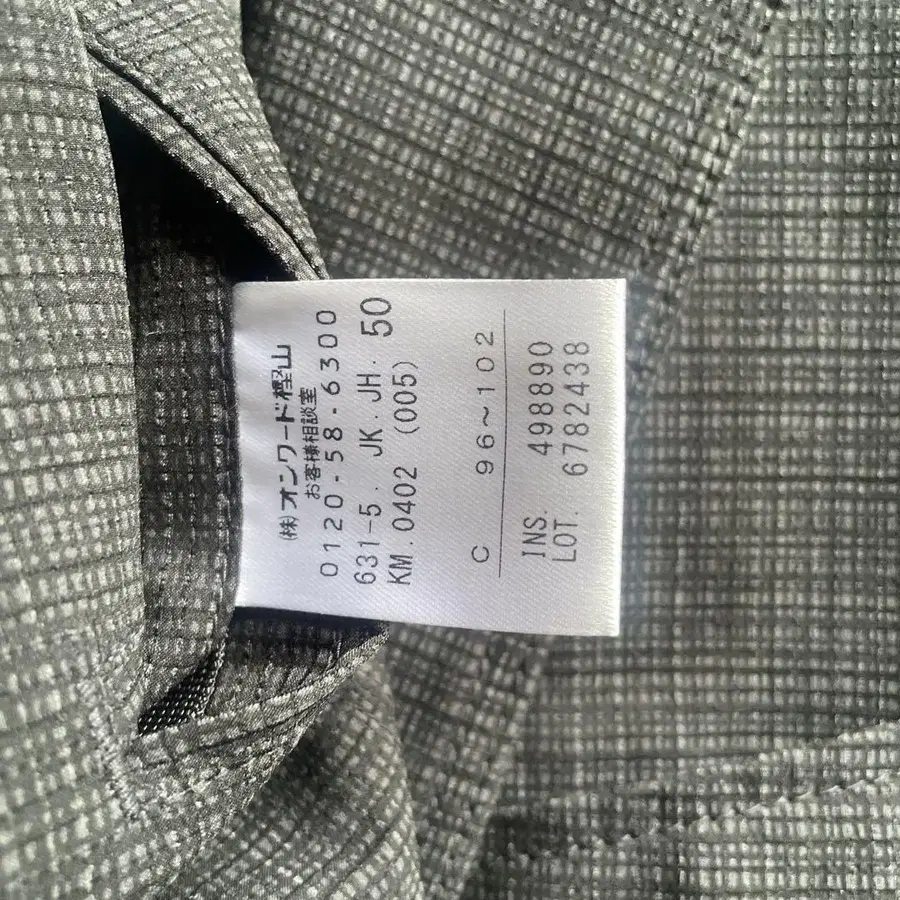 (株)オンワード樫山
お客様相談室
0120-58-6300
631-5. JK. JH. 50
KM. 0402 (005)
C 96~102
INS. 498890
LOT. 6782438